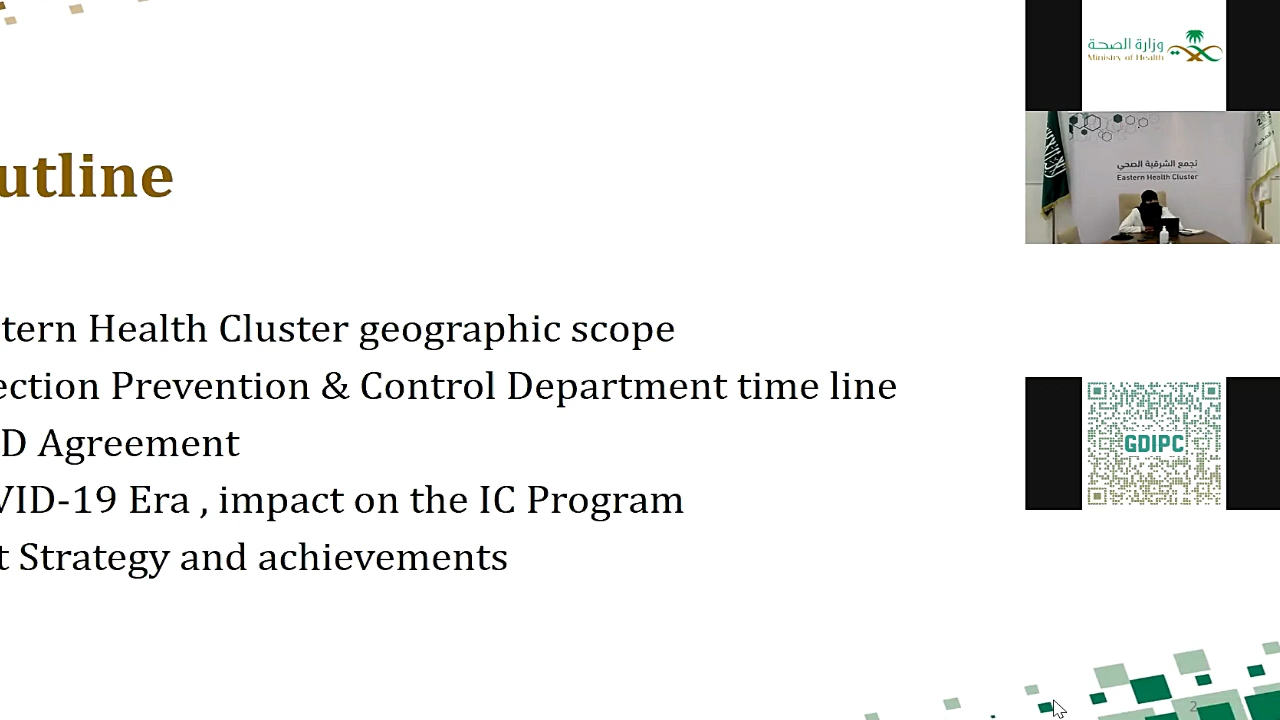 utline
tern Health Cluster geographic scope
ection Prevention & Control Department time line
D Agreement
VID-19 Era , impact on the IC Program
t Strategy and achievements
2
وزارة الصحة
Ministry of Health
تجمع الشرقية الصحي
Eastern Health Cluster
GDIPC